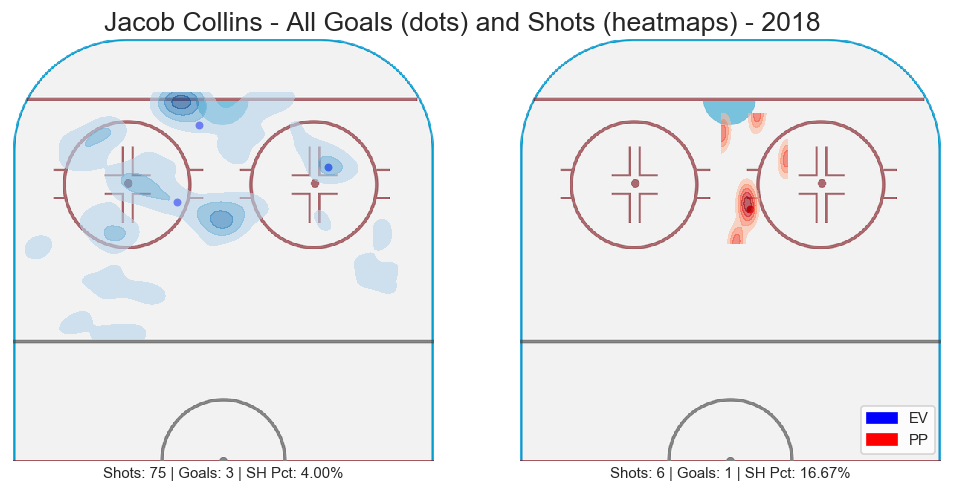 Jacob Collins - All Goals (dots) and Shots (heatmaps) - 2018
EV
PP
Shots: 75 | Goals: 3 | SH Pct: 4.00%
Shots: 6 | Goals: 1 | SH Pct: 16.67%